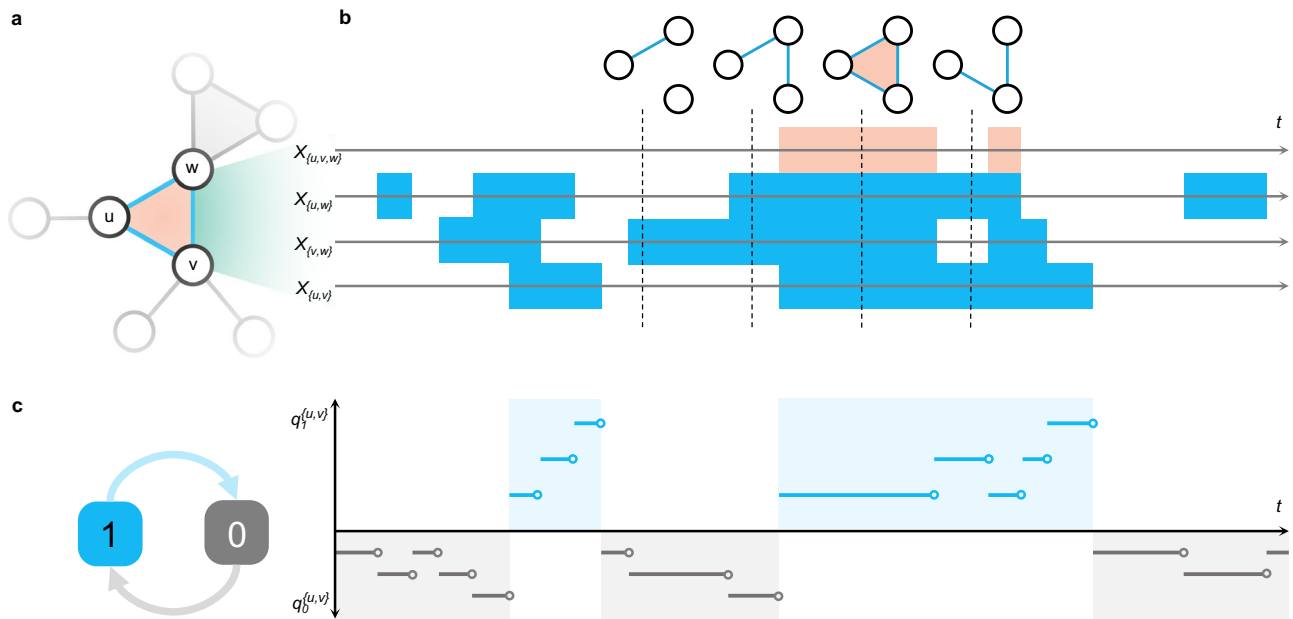 a
b
w
u
v
t
X{u,v,w}
X{u,w}
X{v,w}
X{u,v}
c
q1{u,v}
1
0
t
q0{u,v}